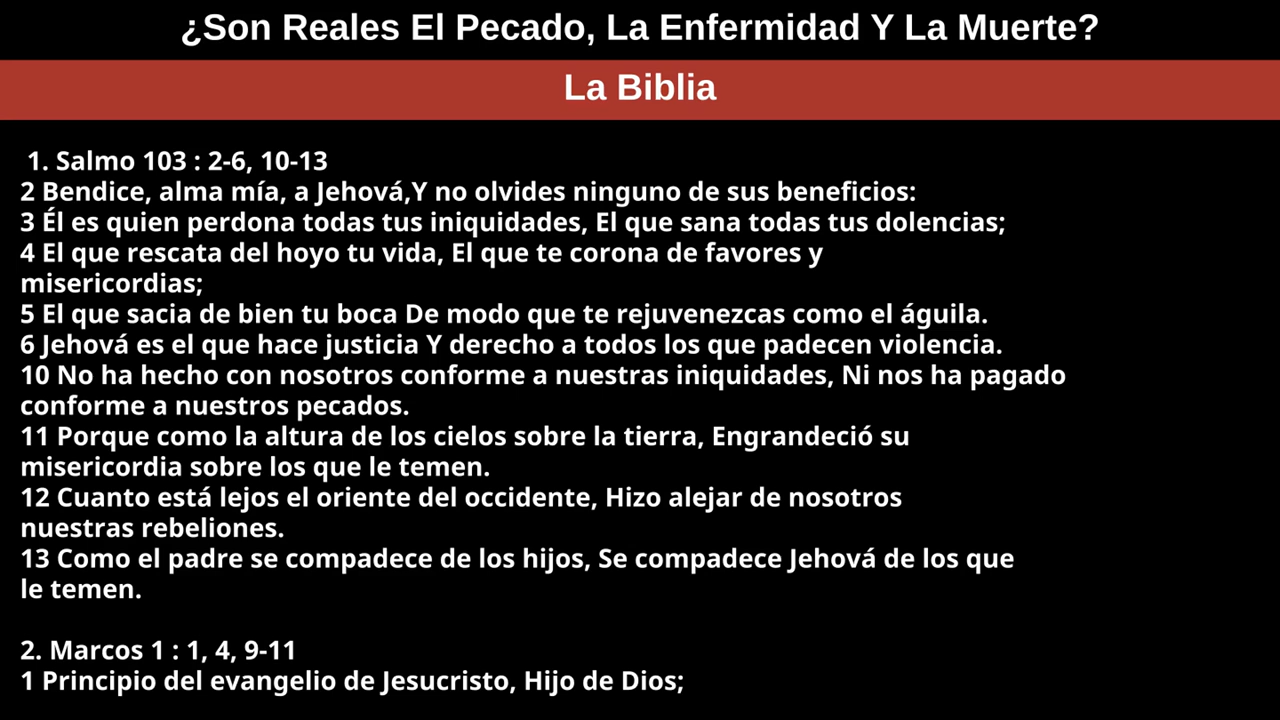 ¿Son Reales El Pecado, La Enfermedad Y La Muerte?
La Biblia
1. Salmo 103 : 2-6, 10-13
2 Bendice, alma mía, a Jehová,Y no olvides ninguno de sus beneficios:
3 Él es quien perdona todas tus iniquidades, El que sana todas tus dolencias;
4 El que rescata del hoyo tu vida, El que te corona de favores y
misericordias;
5 El que sacia de bien tu boca De modo que te rejuvenezcas como el águila.
6 Jehová es el que hace justicia Y derecho a todos los que padecen violencia.
10 No ha hecho con nosotros conforme a nuestras iniquidades, Ni nos ha pagado
conforme a nuestros pecados.
11 Porque como la altura de los cielos sobre la tierra, Engrandeció su
misericordia sobre los que le temen.
12 Cuanto está lejos el oriente del occidente, Hizo alejar de nosotros
nuestras rebeliones.
13 Como el padre se compadece de los hijos, Se compadece Jehová de los que
le temen.
2. Marcos 1 : 1, 4, 9-11
1 Principio del evangelio de Jesucristo, Hijo de Dios;